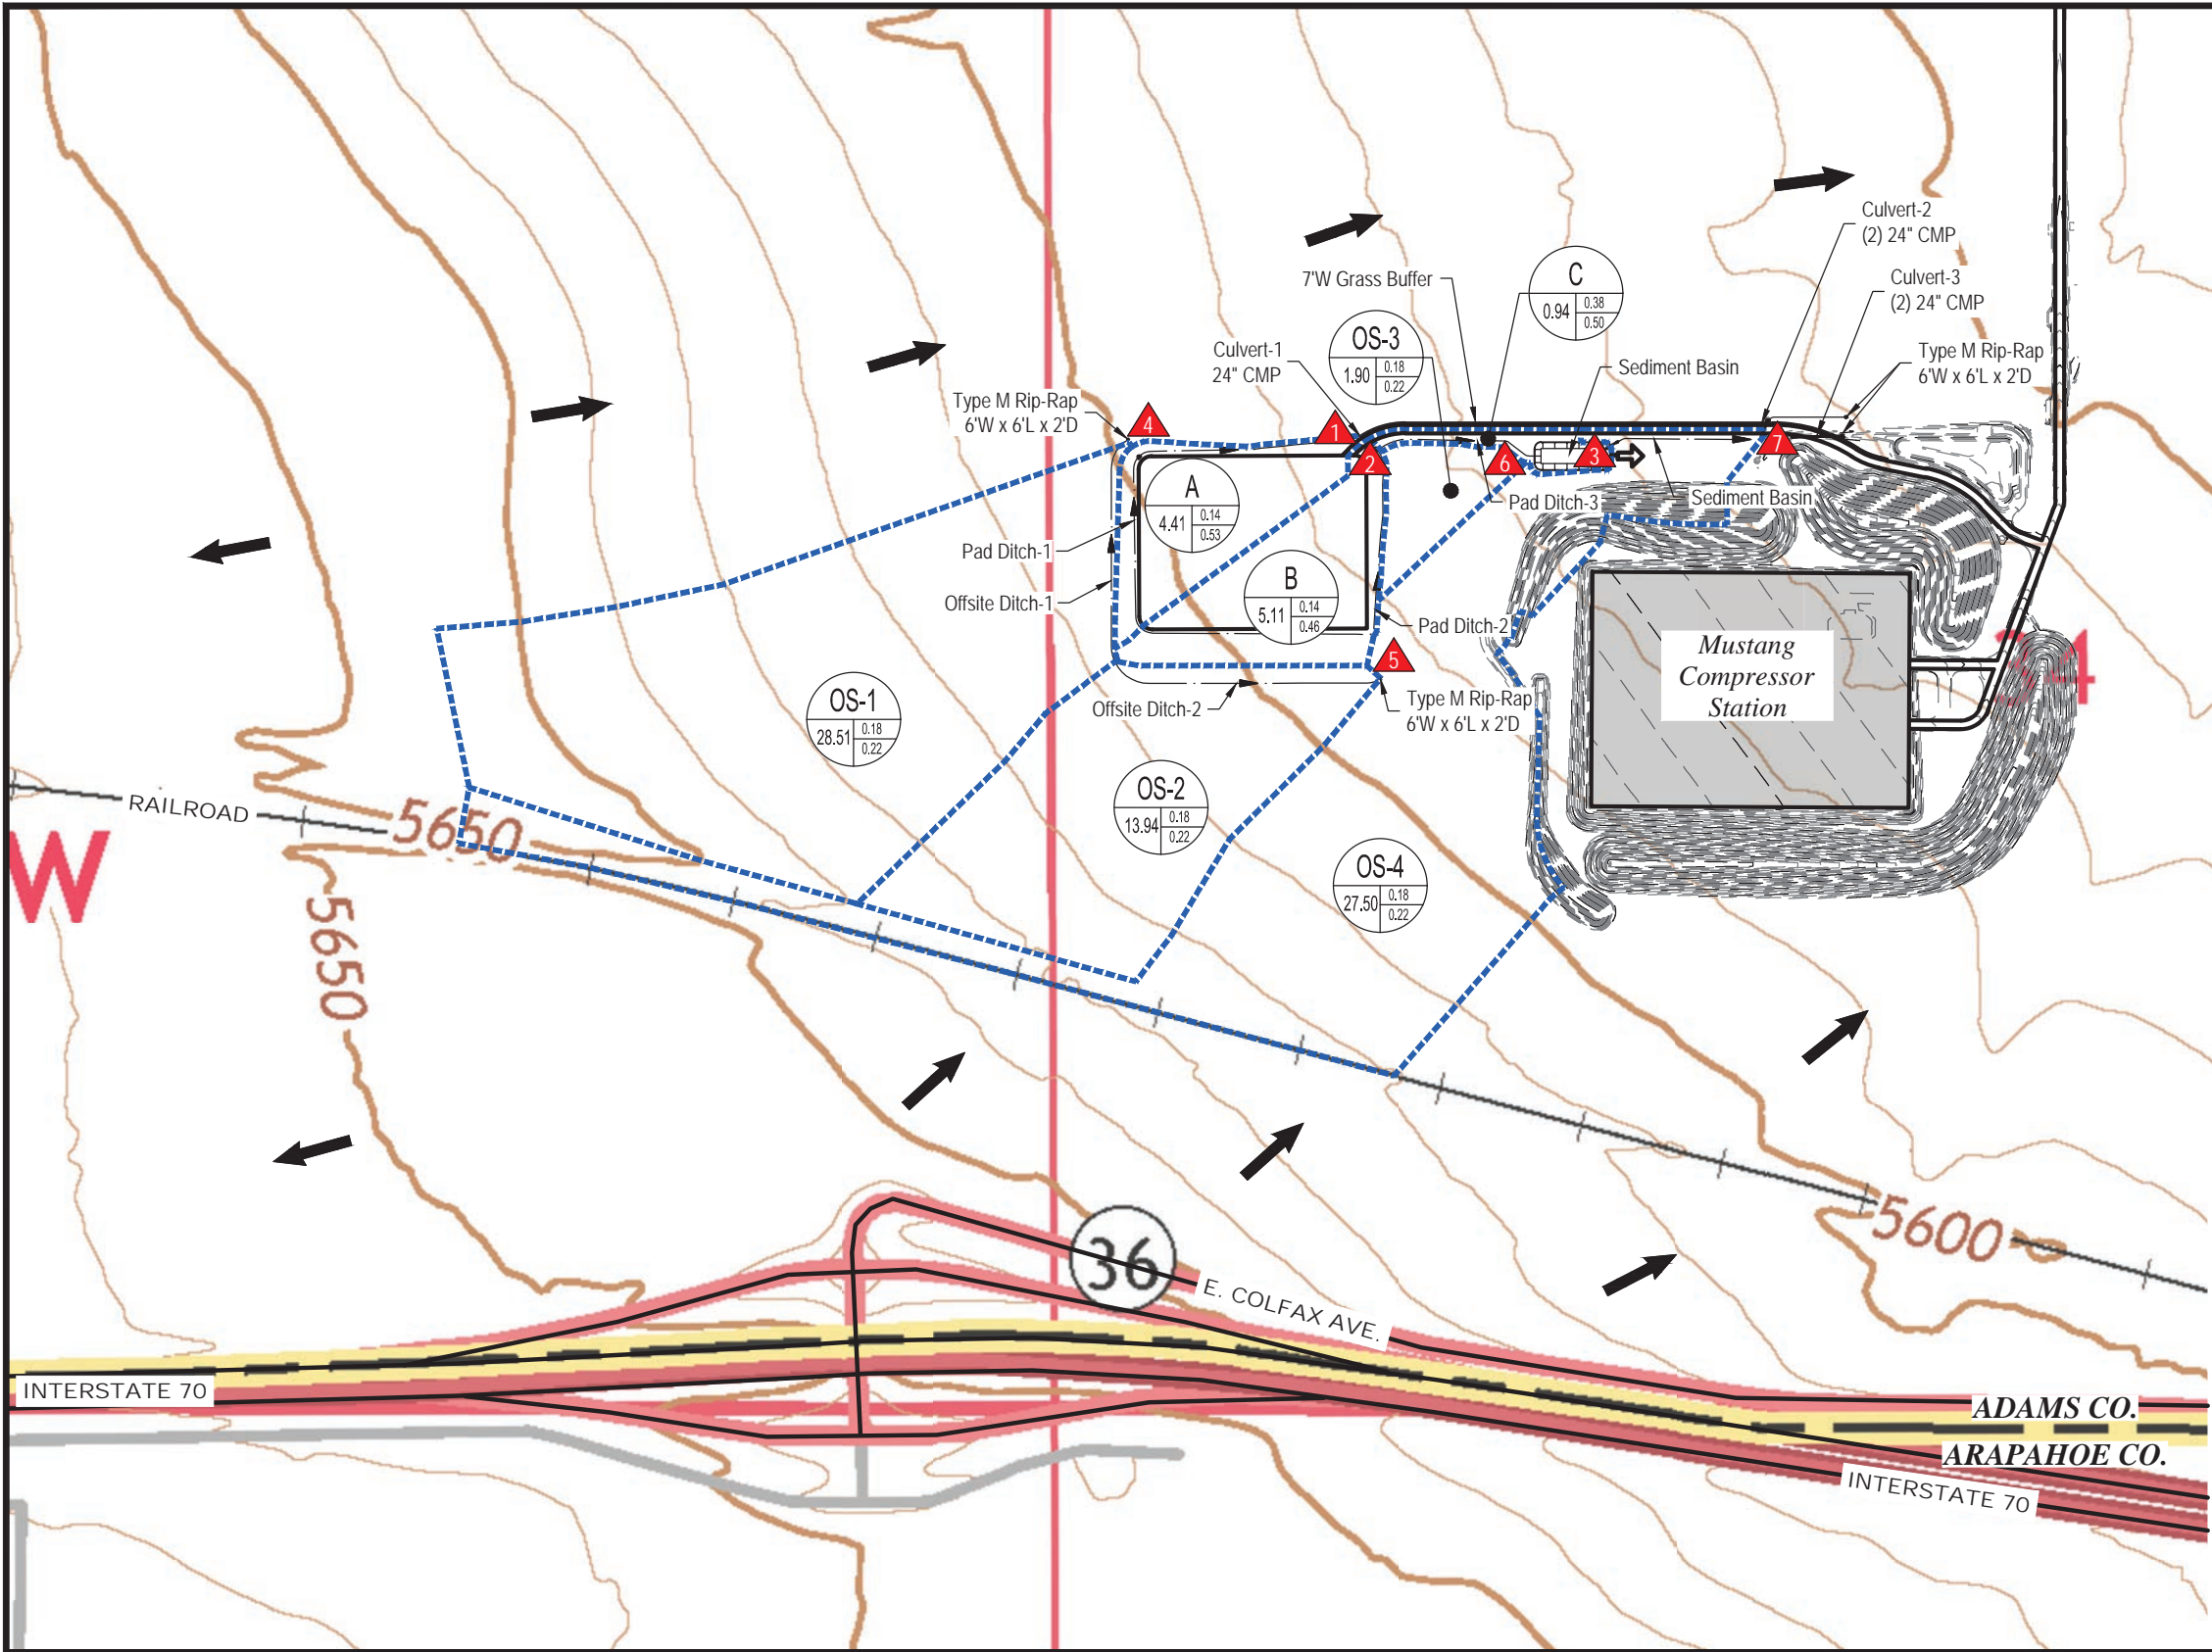 Culvert-2
(2) 24" CMP
C
0.94
0.38
0.50
7'W Grass Buffer
Culvert-3
(2) 24" CMP
OS-3
1.90
0.18
0.22
Culvert-1
24" CMP
Sediment Basin
Type M Rip-Rap
6'W x 6'L x 2'D
Type M Rip-Rap
6'W x 6'L x 2'D
4
1
2
6
3
7
A
4.41
0.14
0.53
Pad Ditch-3
Sediment Basin
Pad Ditch-1
B
5.11
0.14
0.46
Offsite Ditch-1
Pad Ditch-2
5
Mustang
Compressor
Station
34
OS-1
28.51
0.18
0.22
Offsite Ditch-2
Type M Rip-Rap
6'W x 6'L x 2'D
OS-2
13.94
0.18
0.22
RAILROAD
5650
W
OS-4
27.50
0.18
0.22
5650
5600
36
E. COLFAX AVE.
INTERSTATE 70
ADAMS CO.
ARAPAHOE CO.
INTERSTATE 70